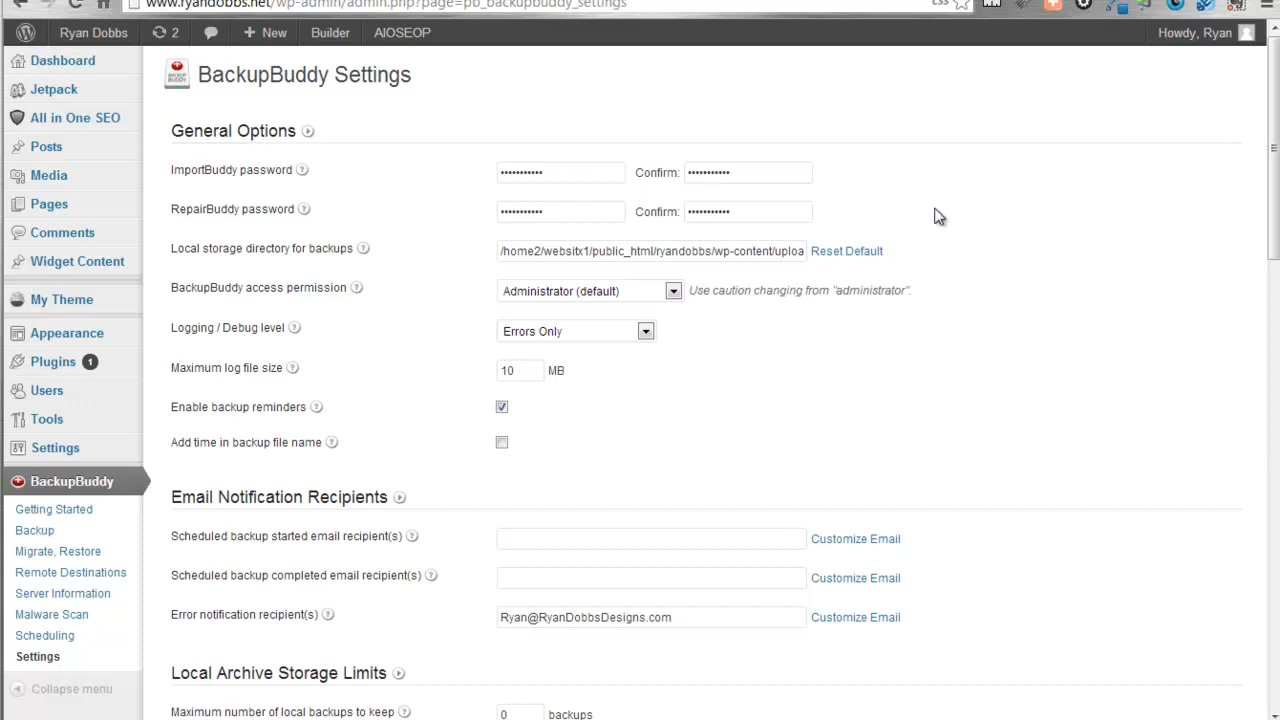 www.ryandobbs.net/wp-admin/admin.php?page=pb_backupbuddy_settings
css
Ryan Dobbs 2 New Builder AIOSEOP Howdy, Ryan
Dashboard
Jetpack
All in One SEO
Posts
Media
Pages
Comments
Widget Content
My Theme
Appearance
Plugins 1
Users
Tools
Settings
BackupBuddy
Getting Started
Backup
Migrate, Restore
Remote Destinations
Server Information
Malware Scan
Scheduling
Settings
Collapse menu
BackupBuddy Settings
General Options
ImportBuddy password ? ••••••••••• Confirm: •••••••••••
RepairBuddy password ? ••••••••••• Confirm: •••••••••••
Local storage directory for backups ? /home2/websitx1/public_html/ryandobbs/wp-content/uploa Reset Default
BackupBuddy access permission ? Administrator (default) Use caution changing from "administrator".
Logging / Debug level ? Errors Only
Maximum log file size ? 10 MB
Enable backup reminders ?
Add time in backup file name ?
Email Notification Recipients
Scheduled backup started email recipient(s) ? Customize Email
Scheduled backup completed email recipient(s) ? Customize Email
Error notification recipient(s) ? Ryan@RyanDobbsDesigns.com Customize Email
Local Archive Storage Limits
Maximum number of local backups to keep ? 0 backups